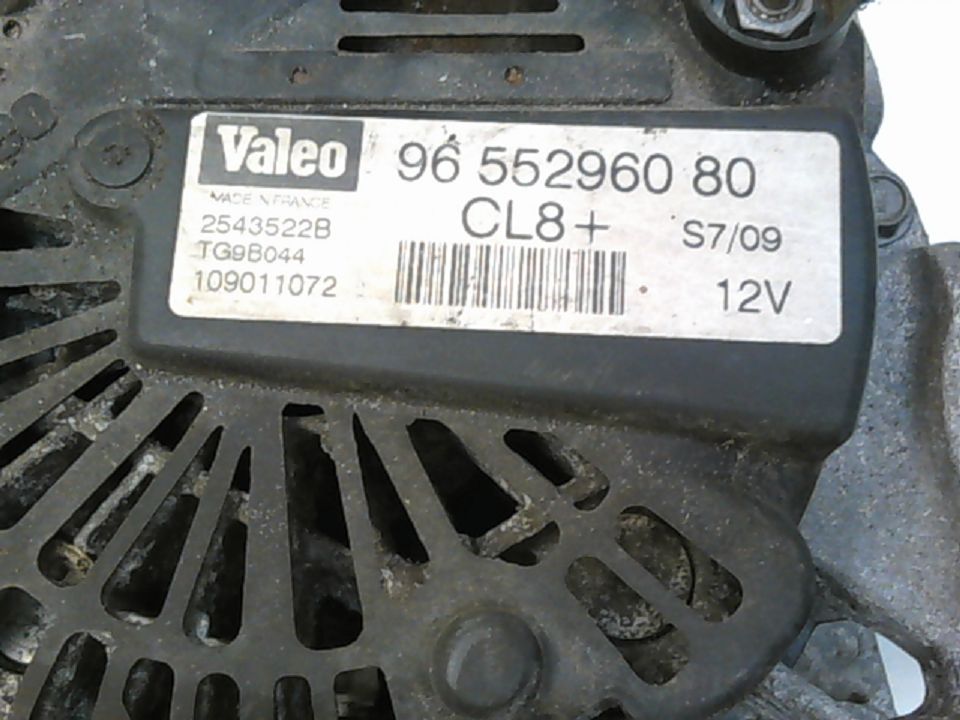 Valeo 96 552960 80
MADE IN FRANCE
CL8+
2543522B
S7/09
TG9B044
109011072
12V